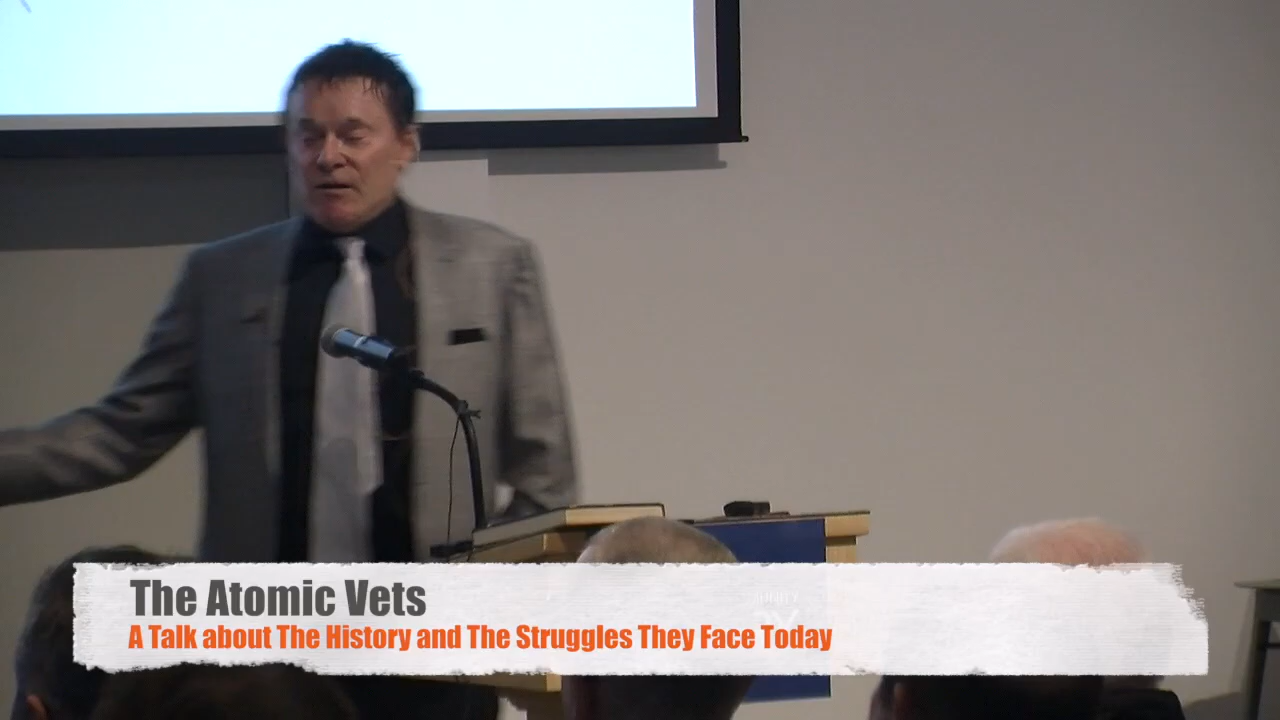 The Atomic Vets
A Talk about The History and The Struggles They Face Today